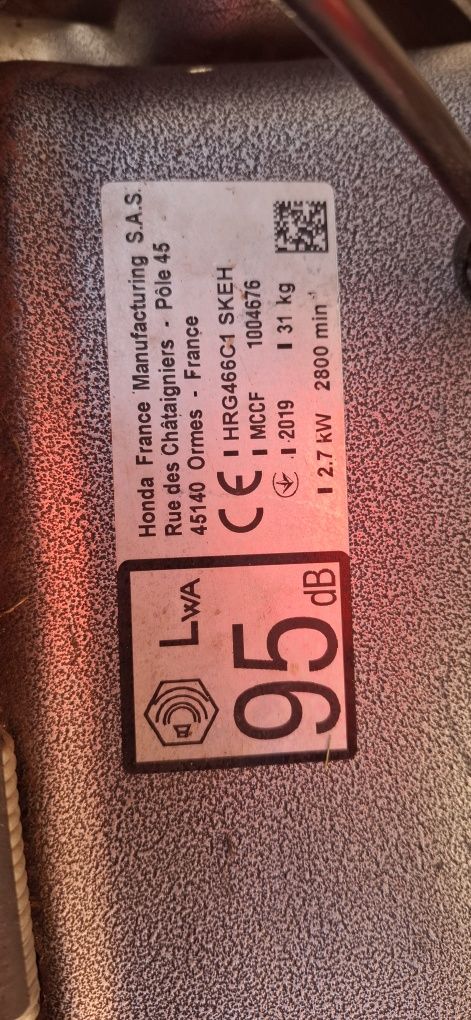 Honda France Manufacturing S.A.S.
Rue des Châtaigniers - Pôle 45
45140 Ormes - France
CE
HRG466C1 SKEH
MCCF 1004676
2019 31 kg
2.7 kW 2800 min⁻¹
LWA
95
dB